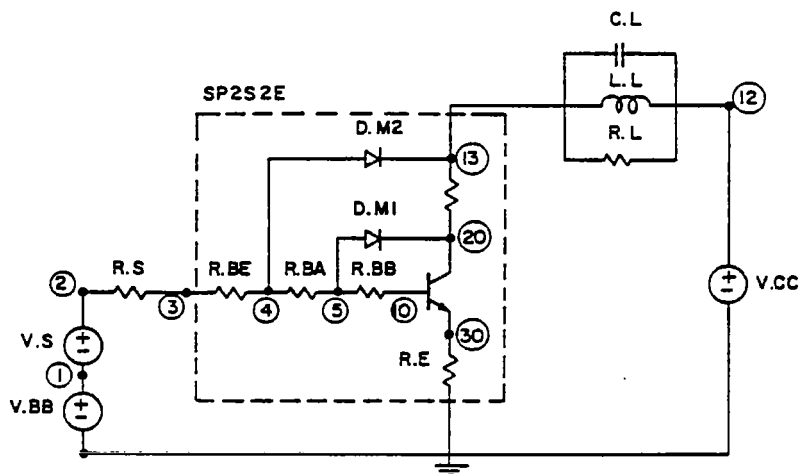 C.L
L.L
12
R.L
SP2S2E
D.M2
13
D.M1
20
R.S
R.BE
R.BA
R.BB
2
3
4
5
10
V.CC
V.S
30
1
R.E
V.BB